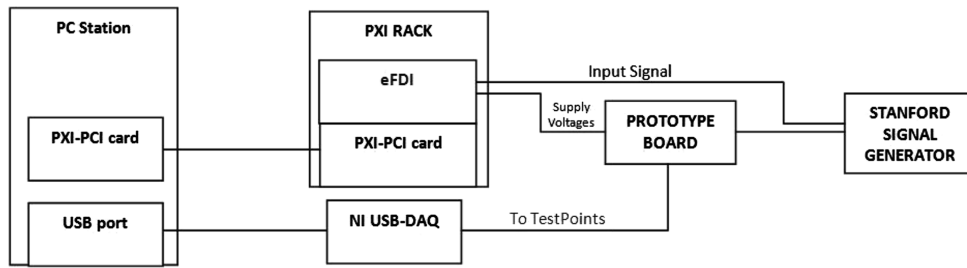 PC Station
PXI-PCI card
USB port
PXI RACK
eFDI
PXI-PCI card
NI USB-DAQ
Input Signal
Supply
Voltages
To TestPoints
PROTOTYPE
BOARD
STANFORD
SIGNAL
GENERATOR